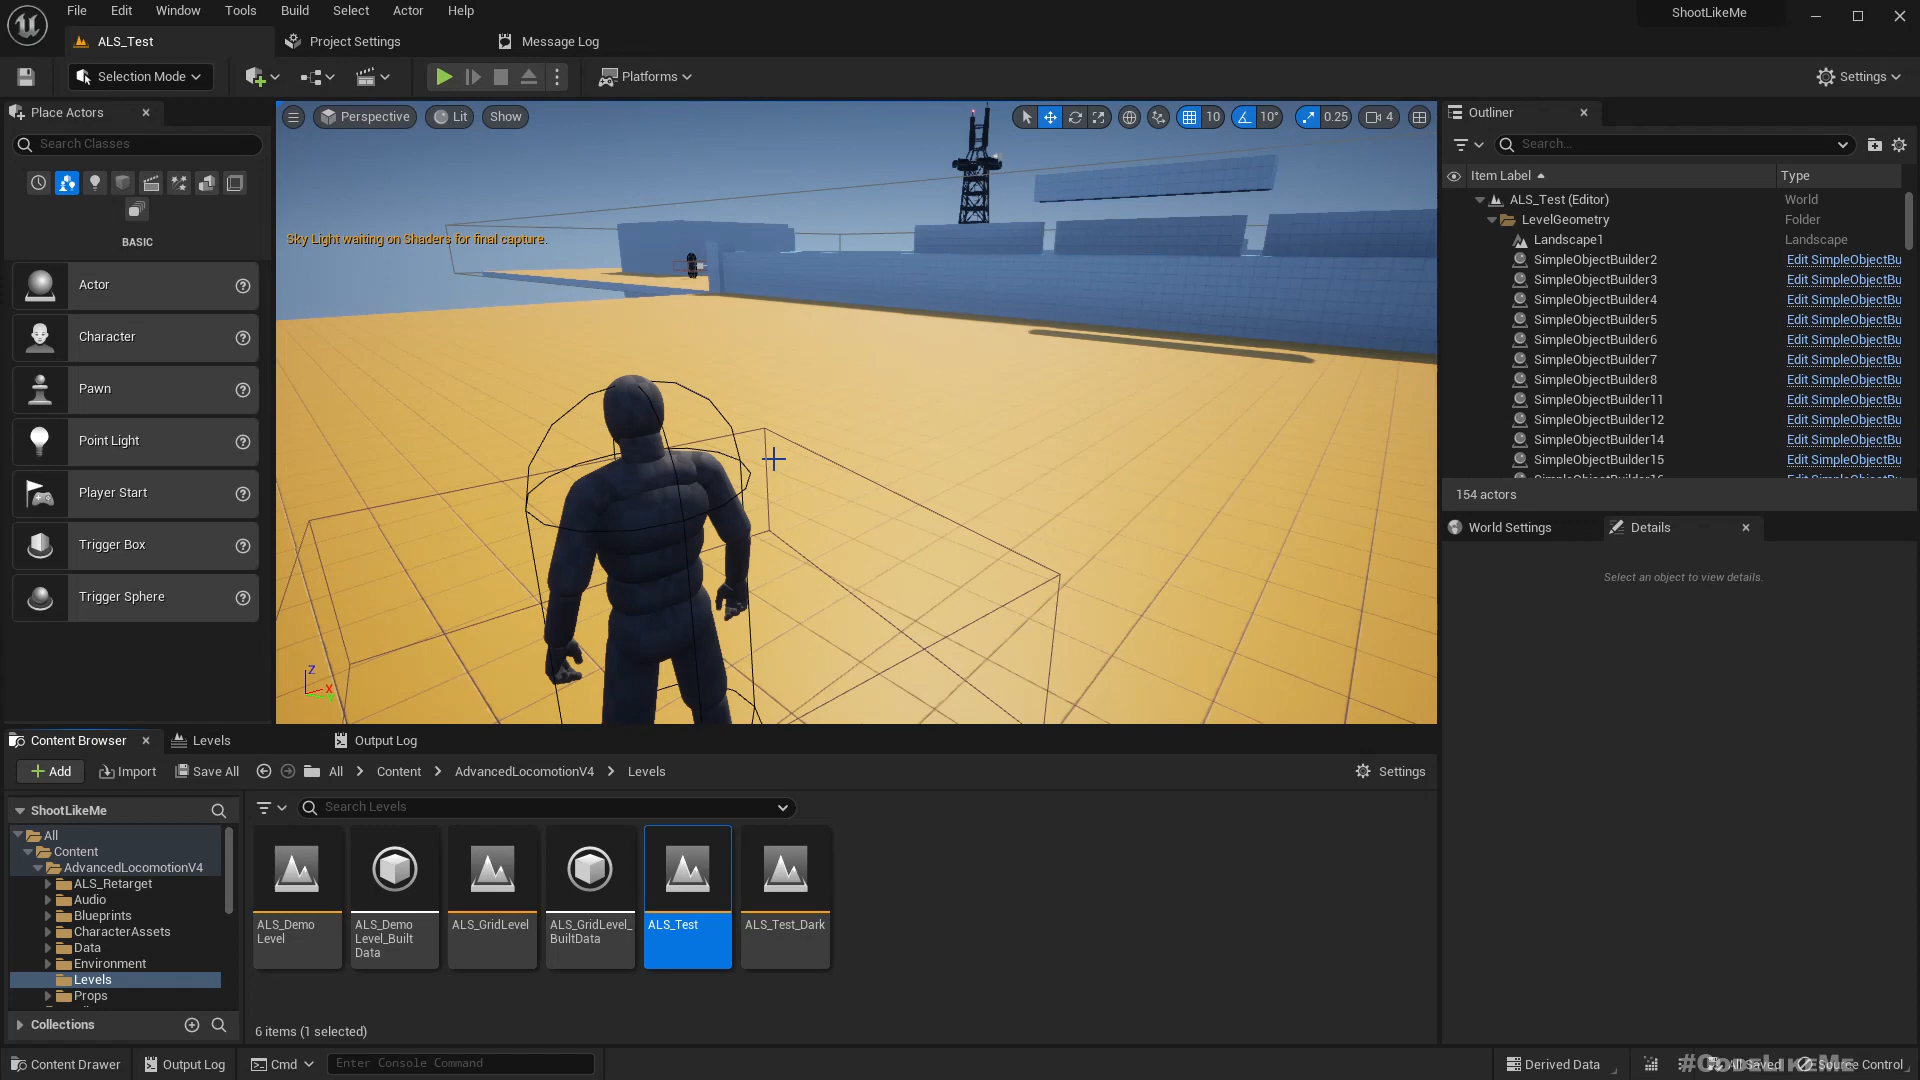 File Edit Window Tools Build Select Actor Help
ShootLikeMe
ALS_Test
Project Settings
Message Log
Selection Mode
Platforms
Settings
Place Actors
Search Classes
BASIC
Actor
Character
Pawn
Point Light
Player Start
Trigger Box
Trigger Sphere
Perspective Lit Show
10 10° 0.25 4
Sky Light waiting on Shaders for final capture.
Z
X
Outliner
Search...
Item Label Type
ALS_Test (Editor) World
LevelGeometry Folder
Landscape1 Landscape
SimpleObjectBuilder2 Edit SimpleObjectBu
SimpleObjectBuilder3 Edit SimpleObjectBu
SimpleObjectBuilder4 Edit SimpleObjectBu
SimpleObjectBuilder5 Edit SimpleObjectBu
SimpleObjectBuilder6 Edit SimpleObjectBu
SimpleObjectBuilder7 Edit SimpleObjectBu
SimpleObjectBuilder8 Edit SimpleObjectBu
SimpleObjectBuilder11 Edit SimpleObjectBu
SimpleObjectBuilder12 Edit SimpleObjectBu
SimpleObjectBuilder14 Edit SimpleObjectBu
SimpleObjectBuilder15 Edit SimpleObjectBu
154 actors
World Settings
Details
Select an object to view details.
Content Browser
Levels
Output Log
Add Import Save All All Content AdvancedLocomotionV4 Levels Settings
ShootLikeMe
All
Content
AdvancedLocomotionV4
ALS_Retarget
Audio
Blueprints
CharacterAssets
Data
Environment
Levels
Props
Collections
Search Levels
ALS_Demo
Level
ALS_Demo
Level_Built
Data
ALS_GridLevel
ALS_GridLevel_
BuiltData
ALS_Test
ALS_Test_Dark
6 items (1 selected)
Content Drawer Output Log Cmd Enter Console Command
Derived Data
All Saved
Source Control
#CodeLikeMe